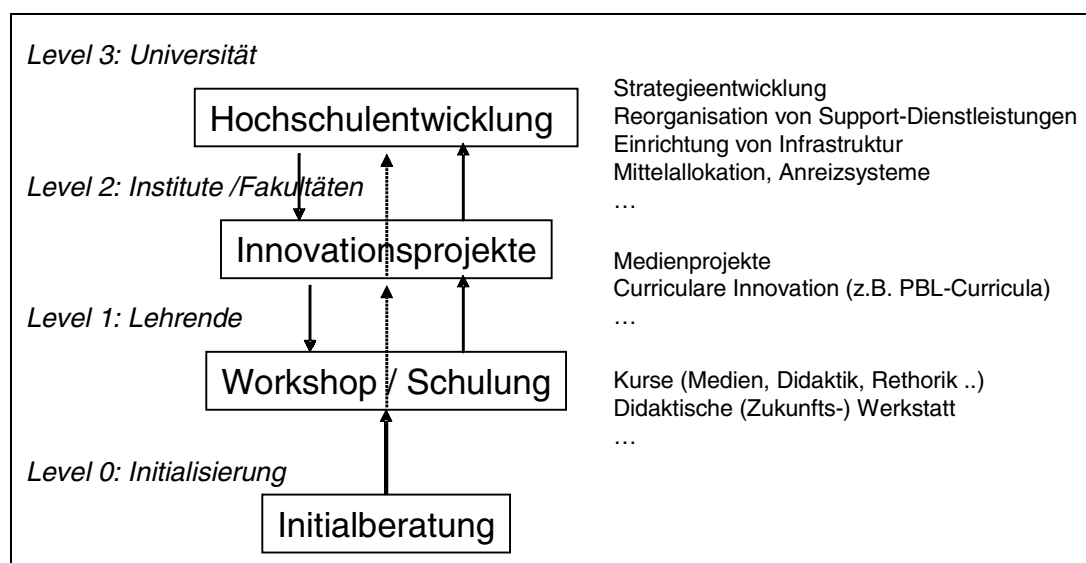 Level 3: Universität
Hochschulentwicklung
Strategieentwicklung
Reorganisation von Support-Dienstleistungen
Einrichtung von Infrastruktur
Mittelallokation, Anreizsysteme
…
Level 2: Institute /Fakultäten
Innovationsprojekte
Medienprojekte
Curriculare Innovation (z.B. PBL-Curricula)
…
Level 1: Lehrende
Workshop / Schulung
Kurse (Medien, Didaktik, Rethorik ..)
Didaktische (Zukunfts-) Werkstatt
…
Level 0: Initialisierung
Initialberatung